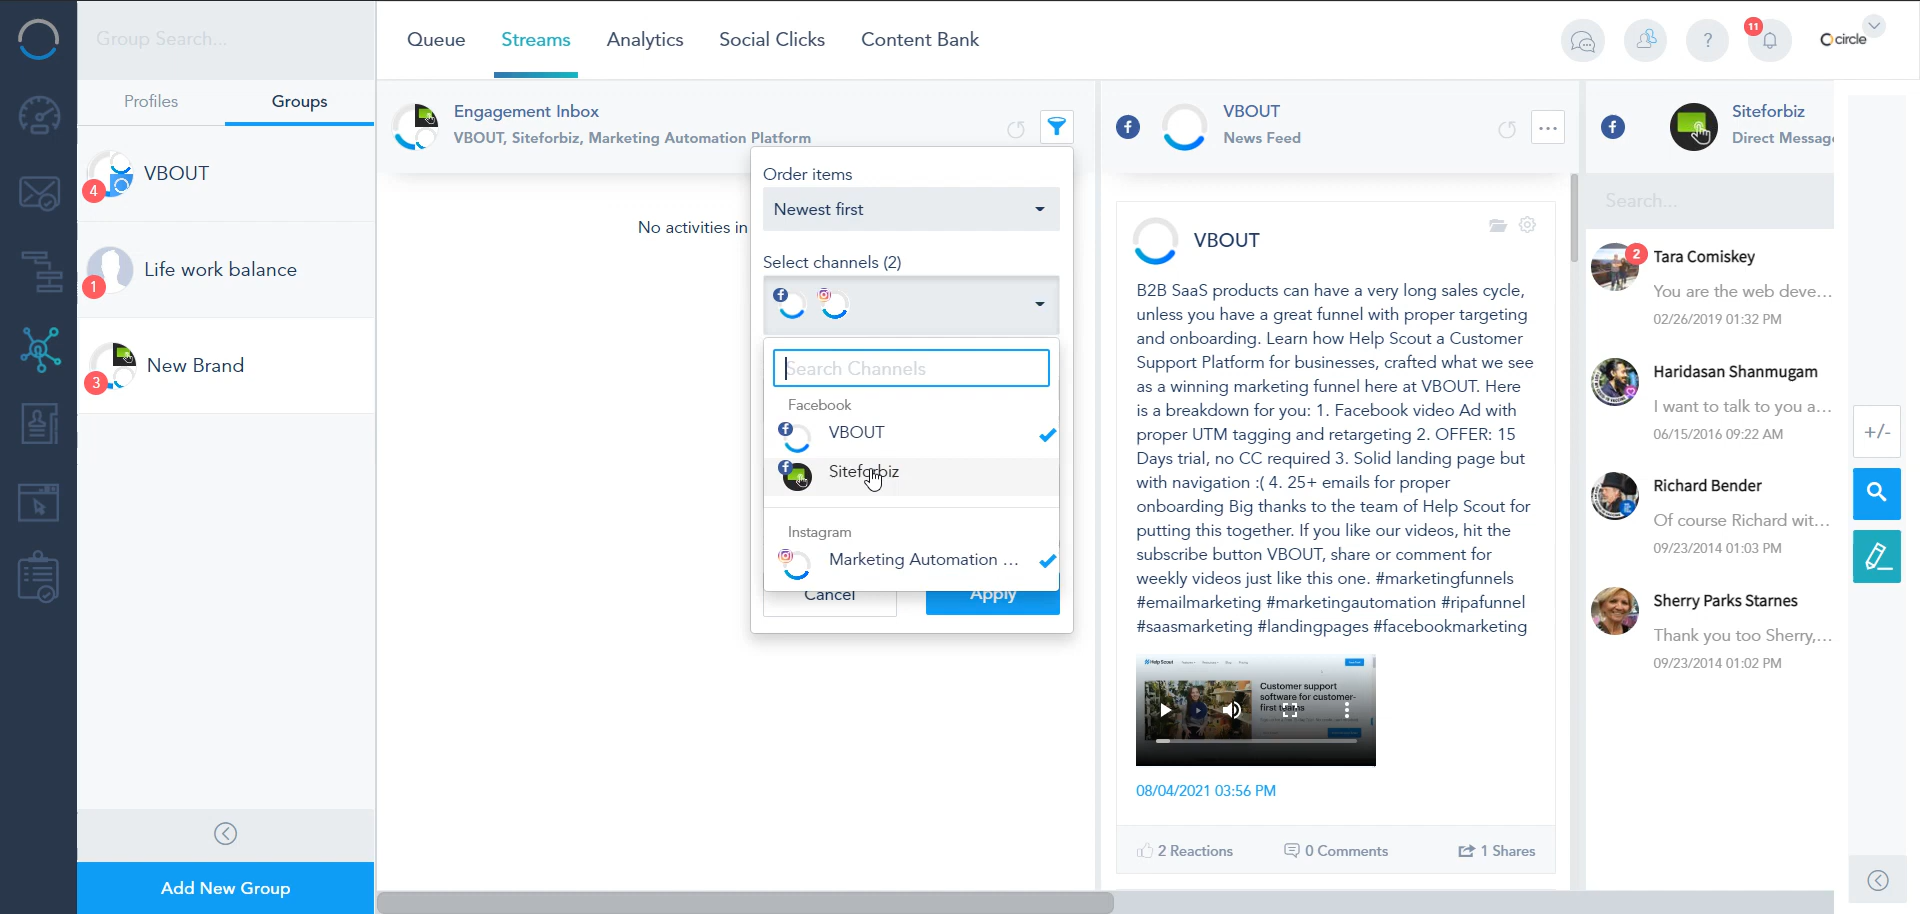 Group Search...
Queue
Streams
Analytics
Social Clicks
Content Bank
?
11
circle
Profiles
Groups
4
VBOUT
1
Life work balance
3
New Brand
Add New Group
Engagement Inbox
VBOUT, Siteforbiz, Marketing Automation Platform
No activities in
Order items
Newest first
Select channels (2)
Search Channels
Facebook
VBOUT
Siteforbiz
Instagram
Marketing Automation ...
Cancel
Apply
VBOUT
News Feed
VBOUT
B2B SaaS products can have a very long sales cycle,
unless you have a great funnel with proper targeting
and onboarding. Learn how Help Scout a Customer
Support Platform for businesses, crafted what we see
as a winning marketing funnel here at VBOUT. Here
is a breakdown for you: 1. Facebook video Ad with
proper UTM tagging and retargeting 2. OFFER: 15
Days trial, no CC required 3. Solid landing page but
with navigation :( 4. 25+ emails for proper
onboarding Big thanks to the team of Help Scout for
putting this together. If you like our videos, hit the
subscribe button VBOUT, share or comment for
weekly videos just like this one. #marketingfunnels
#emailmarketing #marketingautomation #ripafunnel
#saasmarketing #landingpages #facebookmarketing
Help Scout
Customer support
software for customer-
first teams
08/04/2021 03:56 PM
2 Reactions
0 Comments
1 Shares
Siteforbiz
Direct Messag
Search...
2
Tara Comiskey
You are the web deve...
02/26/2019 01:32 PM
Haridasan Shanmugam
I want to talk to you a...
06/15/2016 09:22 AM
Richard Bender
Of course Richard wit...
09/23/2014 01:03 PM
Sherry Parks Starnes
Thank you too Sherry,...
09/23/2014 01:02 PM
+/-